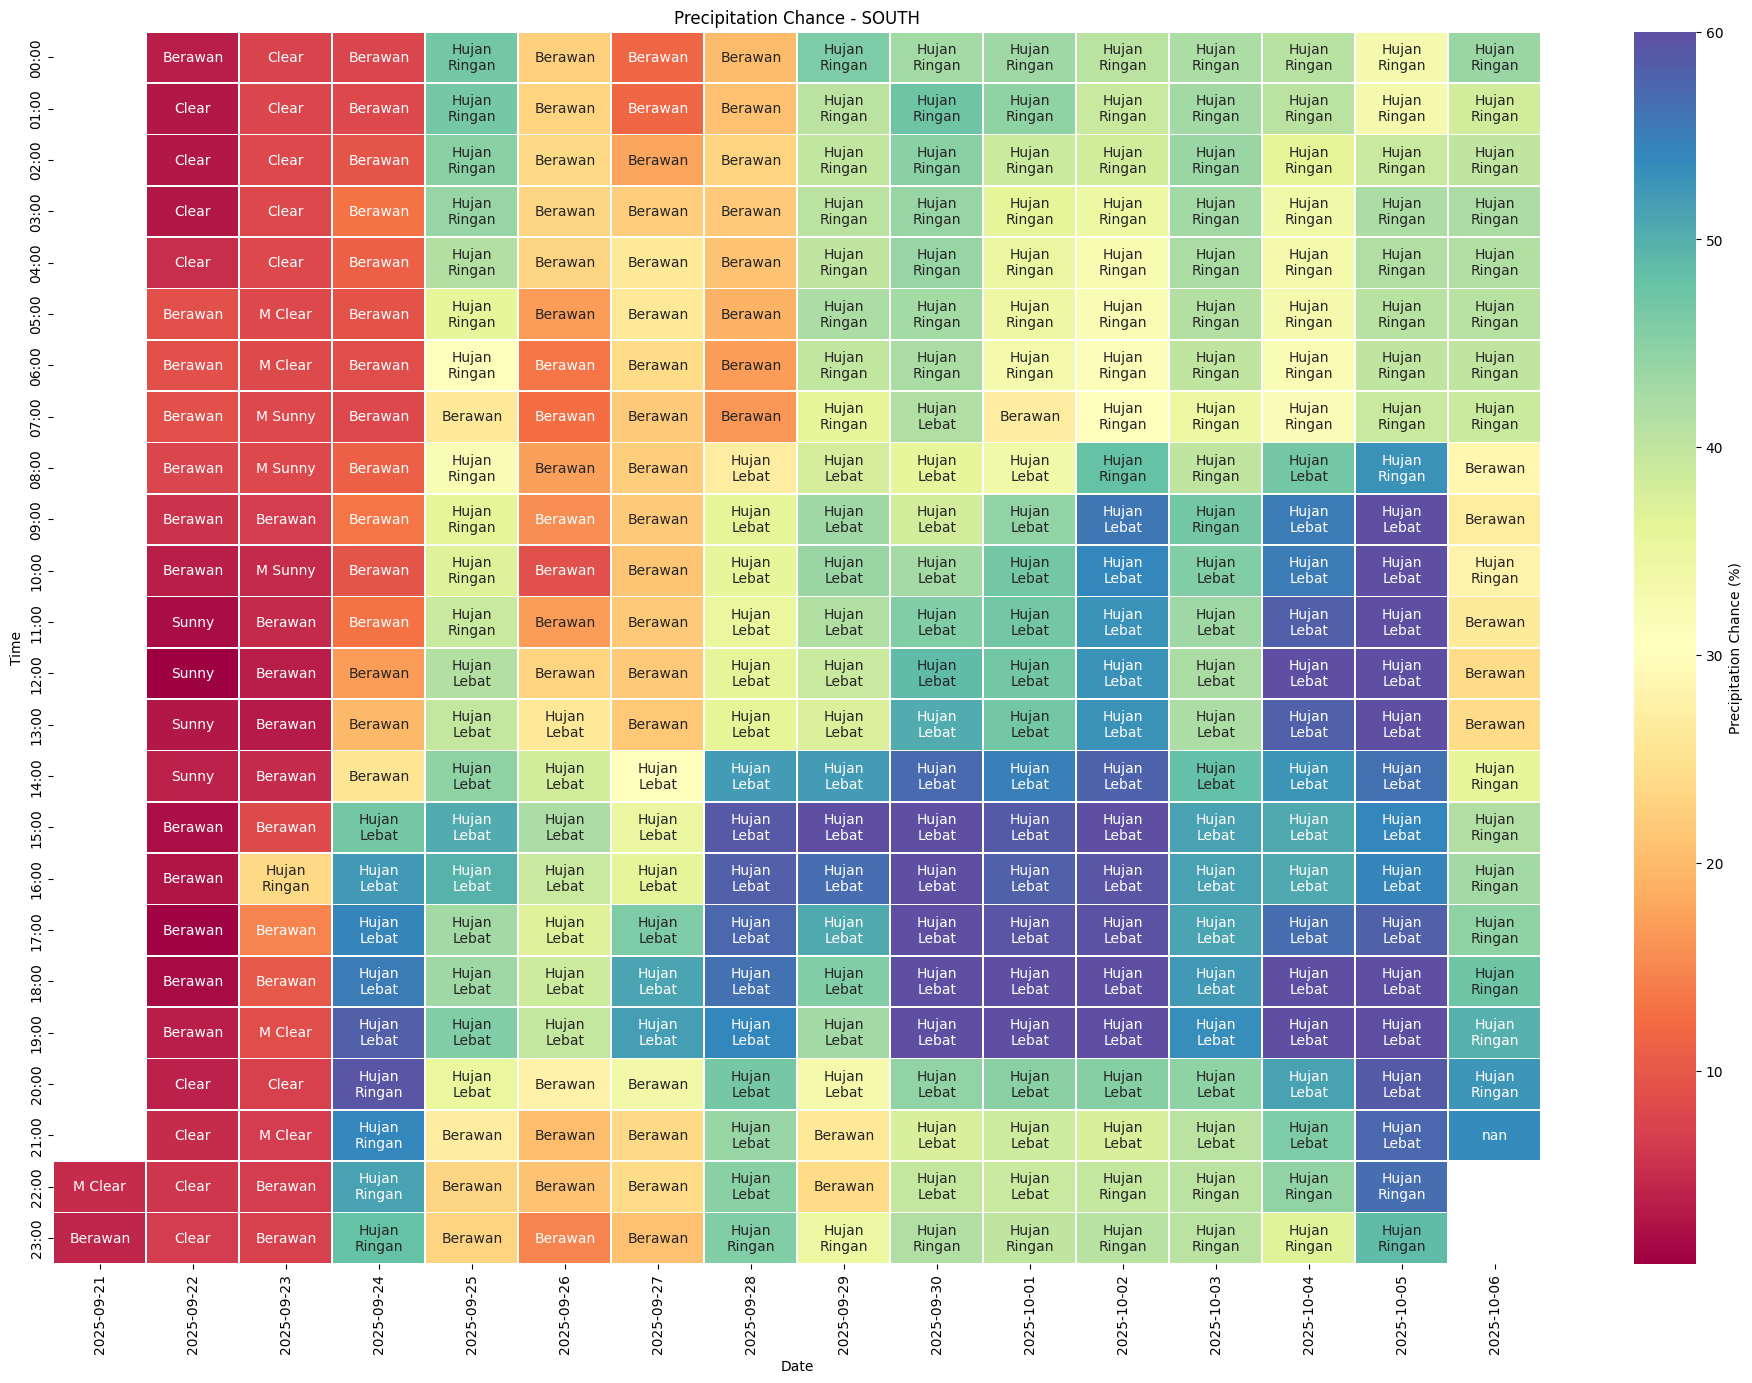 Precipitation Chance - SOUTH
00:00 Berawan Clear Berawan Hujan Ringan Berawan Berawan Berawan Hujan Ringan Hujan Ringan Hujan Ringan Hujan Ringan Hujan Ringan Hujan Ringan Hujan Ringan Hujan Ringan
01:00 Clear Clear Berawan Hujan Ringan Berawan Berawan Berawan Hujan Ringan Hujan Ringan Hujan Ringan Hujan Ringan Hujan Ringan Hujan Ringan Hujan Ringan Hujan Ringan
02:00 Clear Clear Berawan Hujan Ringan Berawan Berawan Berawan Hujan Ringan Hujan Ringan Hujan Ringan Hujan Ringan Hujan Ringan Hujan Ringan Hujan Ringan Hujan Ringan
03:00 Clear Clear Berawan Hujan Ringan Berawan Berawan Berawan Hujan Ringan Hujan Ringan Hujan Ringan Hujan Ringan Hujan Ringan Hujan Ringan Hujan Ringan Hujan Ringan
04:00 Clear Clear Berawan Hujan Ringan Berawan Berawan Berawan Hujan Ringan Hujan Ringan Hujan Ringan Hujan Ringan Hujan Ringan Hujan Ringan Hujan Ringan Hujan Ringan
05:00 Berawan M Clear Berawan Hujan Ringan Berawan Berawan Berawan Hujan Ringan Hujan Ringan Hujan Ringan Hujan Ringan Hujan Ringan Hujan Ringan Hujan Ringan Hujan Ringan
06:00 Berawan M Clear Berawan Hujan Ringan Berawan Berawan Berawan Hujan Ringan Hujan Ringan Hujan Ringan Hujan Ringan Hujan Ringan Hujan Ringan Hujan Ringan Hujan Ringan
07:00 Berawan M Sunny Berawan Berawan Berawan Berawan Berawan Hujan Ringan Hujan Lebat Berawan Hujan Ringan Hujan Ringan Hujan Ringan Hujan Ringan Hujan Ringan
08:00 Berawan M Sunny Berawan Hujan Ringan Berawan Berawan Hujan Lebat Hujan Lebat Hujan Lebat Hujan Lebat Hujan Ringan Hujan Ringan Hujan Lebat Hujan Ringan Berawan
09:00 Berawan Berawan Berawan Hujan Ringan Berawan Berawan Hujan Lebat Hujan Lebat Hujan Lebat Hujan Lebat Hujan Lebat Hujan Ringan Hujan Lebat Hujan Lebat Berawan
10:00 Berawan M Sunny Berawan Hujan Ringan Berawan Berawan Hujan Lebat Hujan Lebat Hujan Lebat Hujan Lebat Hujan Lebat Hujan Lebat Hujan Lebat Hujan Lebat Hujan Ringan
11:00 Sunny Berawan Berawan Hujan Ringan Berawan Berawan Hujan Lebat Hujan Lebat Hujan Lebat Hujan Lebat Hujan Lebat Hujan Lebat Hujan Lebat Hujan Lebat Berawan
12:00 Sunny Berawan Berawan Hujan Lebat Berawan Berawan Hujan Lebat Hujan Lebat Hujan Lebat Hujan Lebat Hujan Lebat Hujan Lebat Hujan Lebat Hujan Lebat Berawan
13:00 Sunny Berawan Berawan Hujan Lebat Hujan Lebat Berawan Hujan Lebat Hujan Lebat Hujan Lebat Hujan Lebat Hujan Lebat Hujan Lebat Hujan Lebat Hujan Lebat Berawan
14:00 Sunny Berawan Berawan Hujan Lebat Hujan Lebat Hujan Lebat Hujan Lebat Hujan Lebat Hujan Lebat Hujan Lebat Hujan Lebat Hujan Lebat Hujan Lebat Hujan Lebat Hujan Ringan
15:00 Berawan Berawan Hujan Lebat Hujan Lebat Hujan Lebat Hujan Lebat Hujan Lebat Hujan Lebat Hujan Lebat Hujan Lebat Hujan Lebat Hujan Lebat Hujan Lebat Hujan Lebat Hujan Ringan
16:00 Berawan Hujan Ringan Hujan Lebat Hujan Lebat Hujan Lebat Hujan Lebat Hujan Lebat Hujan Lebat Hujan Lebat Hujan Lebat Hujan Lebat Hujan Lebat Hujan Lebat Hujan Lebat Hujan Ringan
17:00 Berawan Berawan Hujan Lebat Hujan Lebat Hujan Lebat Hujan Lebat Hujan Lebat Hujan Lebat Hujan Lebat Hujan Lebat Hujan Lebat Hujan Lebat Hujan Lebat Hujan Lebat Hujan Ringan
18:00 Berawan Berawan Hujan Lebat Hujan Lebat Hujan Lebat Hujan Lebat Hujan Lebat Hujan Lebat Hujan Lebat Hujan Lebat Hujan Lebat Hujan Lebat Hujan Lebat Hujan Lebat Hujan Ringan
19:00 Berawan M Clear Hujan Lebat Hujan Lebat Hujan Lebat Hujan Lebat Hujan Lebat Hujan Lebat Hujan Lebat Hujan Lebat Hujan Lebat Hujan Lebat Hujan Lebat Hujan Lebat Hujan Ringan
20:00 Clear Clear Hujan Ringan Hujan Lebat Berawan Berawan Hujan Lebat Hujan Lebat Hujan Lebat Hujan Lebat Hujan Lebat Hujan Lebat Hujan Lebat Hujan Lebat Hujan Ringan
21:00 Clear M Clear Hujan Ringan Berawan Berawan Berawan Hujan Lebat Berawan Hujan Lebat Hujan Lebat Hujan Lebat Hujan Lebat Hujan Lebat Hujan Lebat nan
22:00 M Clear Clear Berawan Hujan Ringan Berawan Berawan Berawan Hujan Lebat Berawan Hujan Lebat Hujan Lebat Hujan Ringan Hujan Ringan Hujan Ringan Hujan Ringan
23:00 Berawan Clear Berawan Hujan Ringan Berawan Berawan Berawan Hujan Ringan Hujan Ringan Hujan Ringan Hujan Ringan Hujan Ringan Hujan Ringan Hujan Ringan Hujan Ringan
Time
2025-09-21 2025-09-22 2025-09-23 2025-09-24 2025-09-25 2025-09-26 2025-09-27 2025-09-28 2025-09-29 2025-09-30 2025-10-01 2025-10-02 2025-10-03 2025-10-04 2025-10-05 2025-10-06
Date
60
50
40
30
20
10
Precipitation Chance (%)